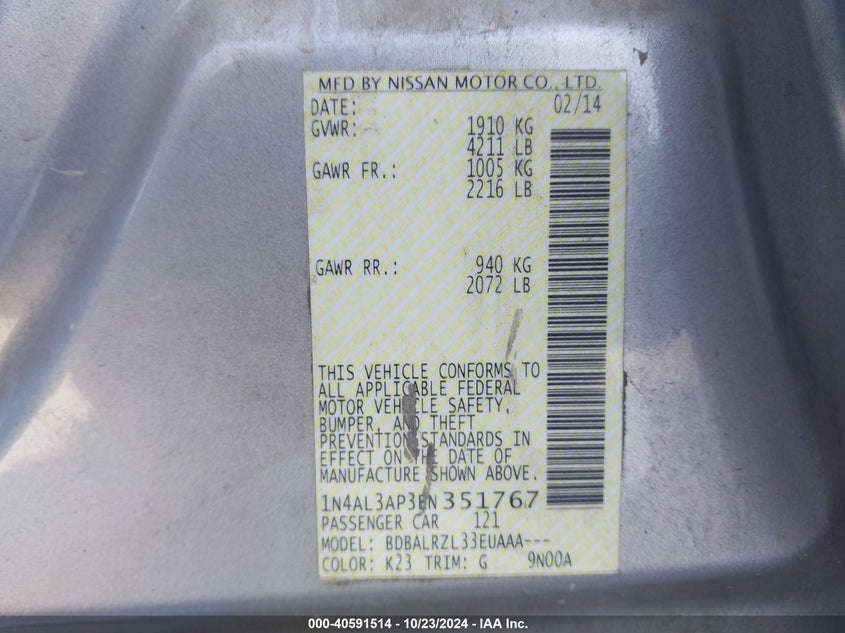 MFD BY NISSAN MOTOR CO., LTD.
DATE: 02/14
GVWR: 1910 KG
4211 LB
GAWR FR.: 1005 KG
2216 LB
GAWR RR.: 940 KG
2072 LB
THIS VEHICLE CONFORMS TO
ALL APPLICABLE FEDERAL
MOTOR VEHICLE SAFETY,
BUMPER, AND THEFT
PREVENTION STANDARDS IN
EFFECT ON THE DATE OF
MANUFACTURE SHOWN ABOVE.
1N4AL3AP3EN351767
PASSENGER CAR 121
MODEL: BDBALRZL33EUAAA---
COLOR: K23 TRIM: G 9N00A
000-40591514 - 10/23/2024 - IAA Inc.